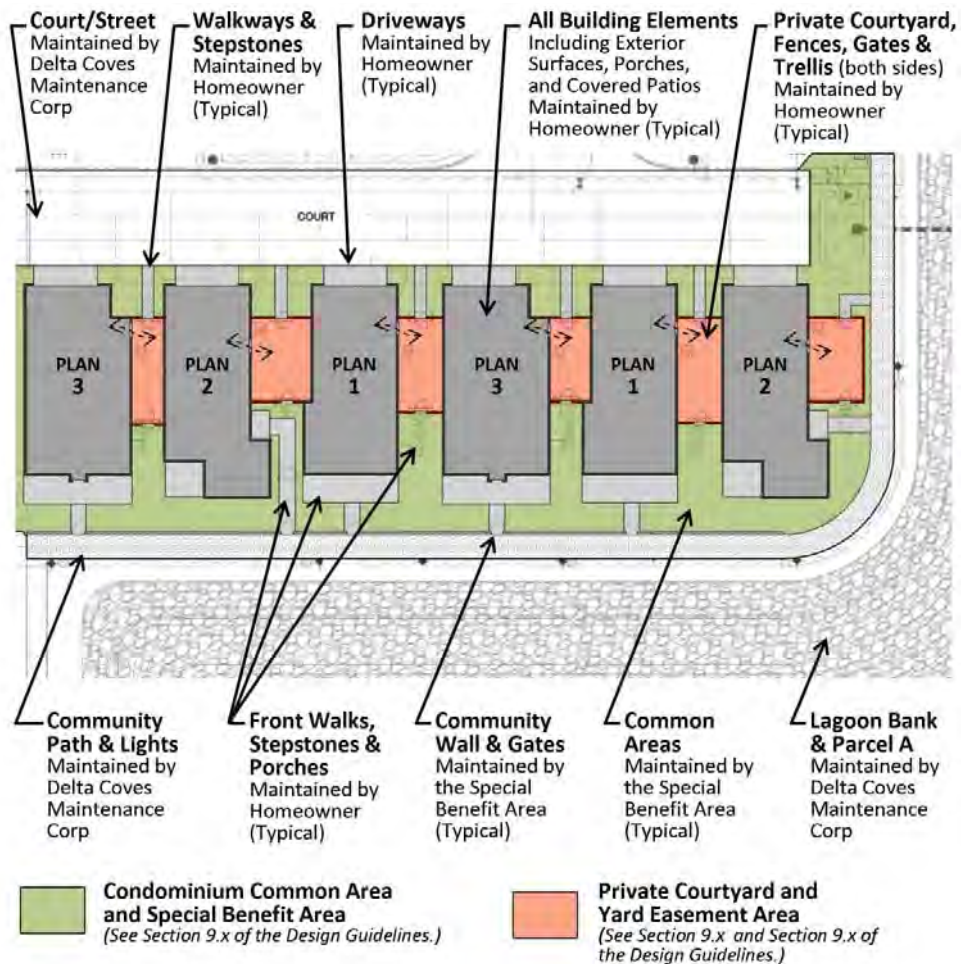 Court/Street
Maintained by
Delta Coves
Maintenance
Corp
Walkways &
Stepstones
Maintained by
Homeowner
(Typical)
Driveways
Maintained by
Homeowner
(Typical)
All Building Elements
Including Exterior
Surfaces, Porches,
and Covered Patios
Maintained by
Homeowner (Typical)
Private Courtyard,
Fences, Gates &
Trellis (both sides)
Maintained by
Homeowner
(Typical)
COURT
PLAN
3
PLAN
2
PLAN
1
PLAN
3
PLAN
1
PLAN
2
Community
Path & Lights
Maintained by
Delta Coves
Maintenance
Corp
Front Walks,
Stepstones &
Porches
Maintained by
Homeowner
(Typical)
Community
Wall & Gates
Maintained by
the Special
Benefit Area
(Typical)
Common
Areas
Maintained by
the Special
Benefit Area
(Typical)
Lagoon Bank
& Parcel A
Maintained by
Delta Coves
Maintenance
Corp
Condominium Common Area
and Special Benefit Area
(See Section 9.x of the Design Guidelines.)
Private Courtyard and
Yard Easement Area
(See Section 9.x and Section 9.x of
the Design Guidelines.)